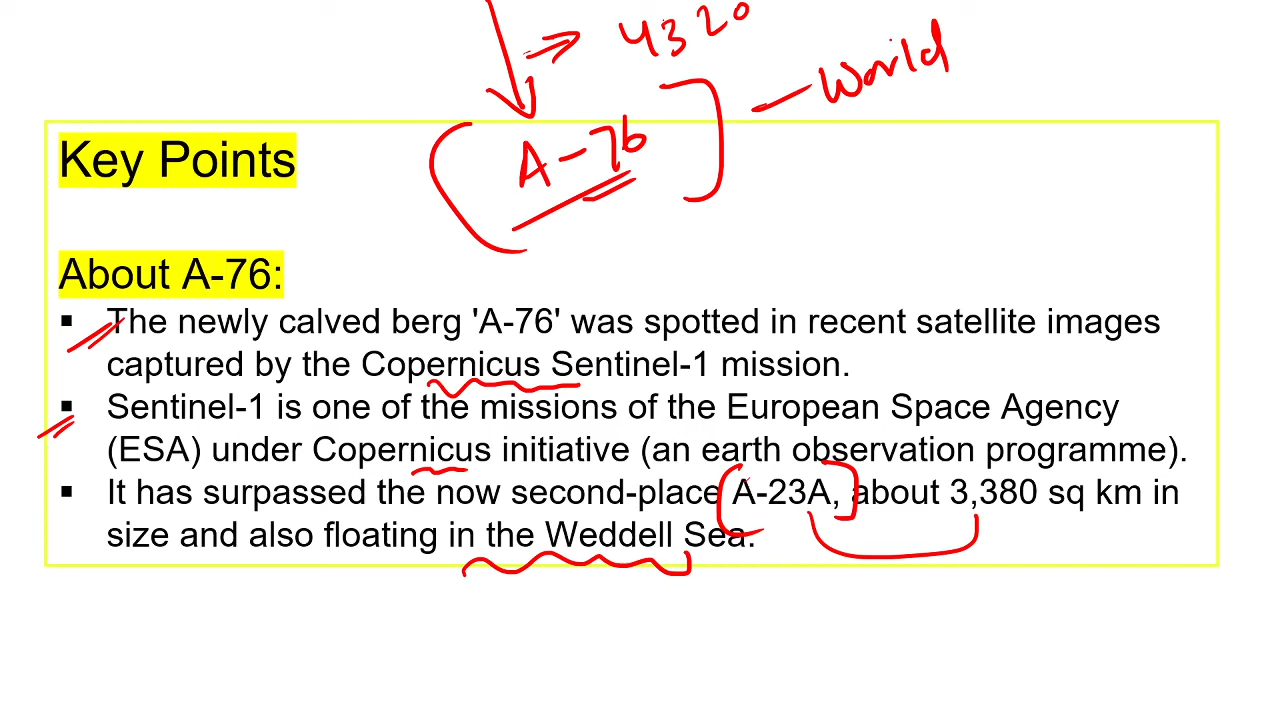 4320
World
A-76
Key Points
About A-76:
▪ The newly calved berg 'A-76' was spotted in recent satellite images
captured by the Copernicus Sentinel-1 mission.
▪ Sentinel-1 is one of the missions of the European Space Agency
(ESA) under Copernicus initiative (an earth observation programme).
▪ It has surpassed the now second-place A-23A, about 3,380 sq km in
size and also floating in the Weddell Sea.